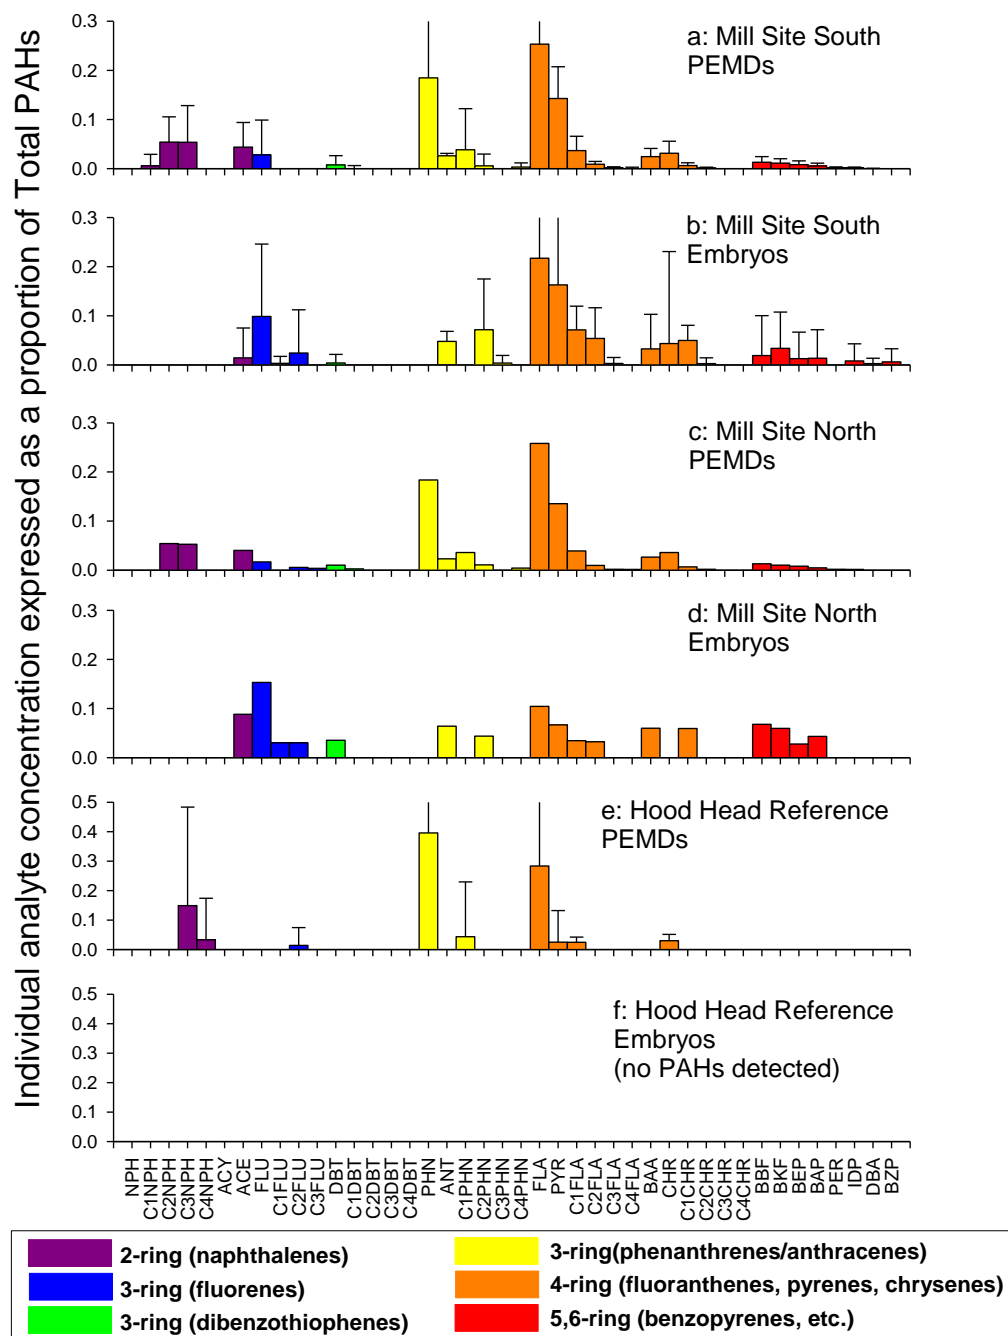 Individual analyte concentration expressed as a proportion of Total PAHs
0.3
0.2
0.1
0.0
a: Mill Site South
PEMDs
0.3
0.2
0.1
0.0
b: Mill Site South
Embryos
0.3
0.2
0.1
0.0
c: Mill Site North
PEMDs
0.3
0.2
0.1
0.0
d: Mill Site North
Embryos
0.5
0.4
0.3
0.2
0.1
0.0
e: Hood Head Reference
PEMDs
0.5
0.4
0.3
0.2
0.1
0.0
f: Hood Head Reference
Embryos
(no PAHs detected)
NPH
C1NPH
C2NPH
C3NPH
C4NPH
ACY
ACE
FLU
C1FLU
C2FLU
C3FLU
DBT
C1DBT
C2DBT
C3DBT
C4DBT
PHN
ANT
C1PHN
C2PHN
C3PHN
C4PHN
FLA
PYR
C1FLA
C2FLA
C3FLA
C4FLA
BAA
CHR
C1CHR
C2CHR
C3CHR
C4CHR
BBF
BKF
BEP
BAP
PER
IDP
DBA
BZP
2-ring (naphthalenes)
3-ring (fluorenes)
3-ring (dibenzothiophenes)
3-ring(phenanthrenes/anthracenes)
4-ring (fluoranthenes, pyrenes, chrysenes)
5,6-ring (benzopyrenes, etc.)